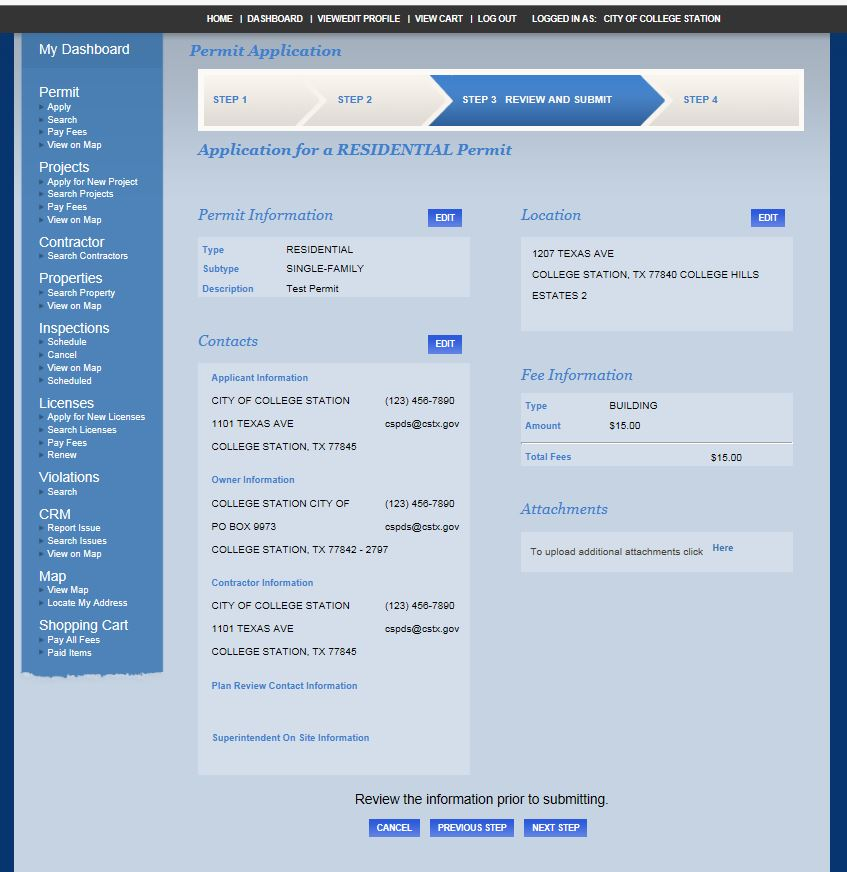 HOME | DASHBOARD | VIEW/EDIT PROFILE | VIEW CART | LOG OUT LOGGED IN AS: CITY OF COLLEGE STATION
My Dashboard
Permit
Apply
Search
Pay Fees
View on Map
Projects
Apply for New Project
Search Projects
Pay Fees
View on Map
Contractor
Search Contractors
Properties
Search Property
View on Map
Inspections
Schedule
Cancel
View on Map
Scheduled
Licenses
Apply for New Licenses
Search Licenses
Pay Fees
Renew
Violations
Search
CRM
Report Issue
Search Issues
View on Map
Map
View Map
Locate My Address
Shopping Cart
Pay All Fees
Paid Items
Permit Application
STEP 1 STEP 2 STEP 3 REVIEW AND SUBMIT STEP 4
Application for a RESIDENTIAL Permit
Permit Information EDIT
Type RESIDENTIAL
Subtype SINGLE-FAMILY
Description Test Permit
Contacts EDIT
Applicant Information
CITY OF COLLEGE STATION (123) 456-7890
1101 TEXAS AVE cspds@cstx.gov
COLLEGE STATION, TX 77845
Owner Information
COLLEGE STATION CITY OF (123) 456-7890
PO BOX 9973 cspds@cstx.gov
COLLEGE STATION, TX 77842 - 2797
Contractor Information
CITY OF COLLEGE STATION (123) 456-7890
1101 TEXAS AVE cspds@cstx.gov
COLLEGE STATION, TX 77845
Plan Review Contact Information
Superintendent On Site Information
Location EDIT
1207 TEXAS AVE
COLLEGE STATION, TX 77840 COLLEGE HILLS
ESTATES 2
Fee Information
Type BUILDING
Amount $15.00
Total Fees $15.00
Attachments
To upload additional attachments click Here
Review the information prior to submitting.
CANCEL PREVIOUS STEP NEXT STEP